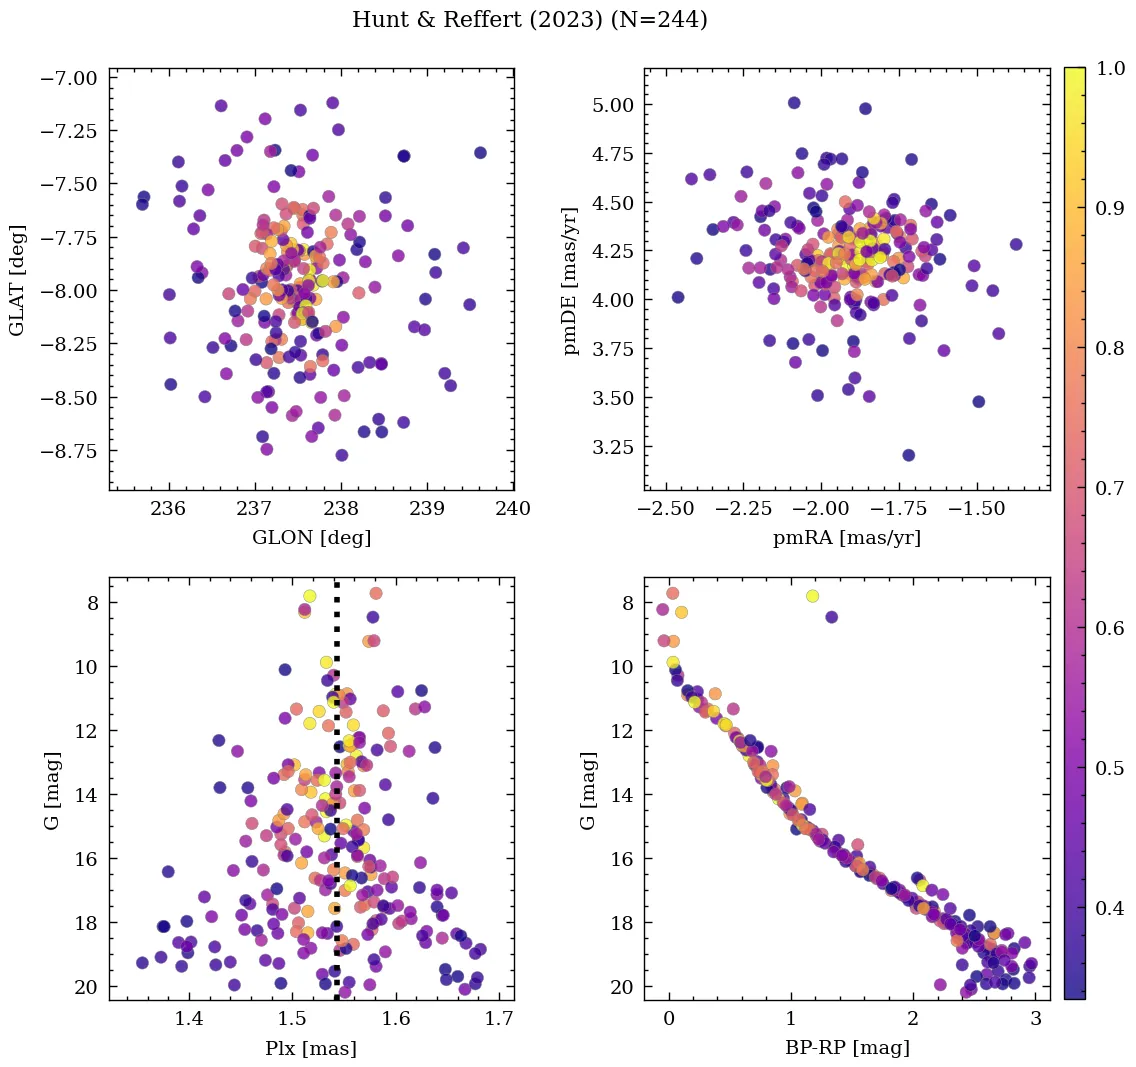 Hunt & Reffert (2023) (N=244)
−7.00
−7.25
−7.50
−7.75
−8.00
−8.25
−8.50
−8.75
GLAT [deg]
236 237 238 239 240
GLON [deg]
5.00
4.75
4.50
4.25
4.00
3.75
3.50
3.25
pmDE [mas/yr]
−2.50 −2.25 −2.00 −1.75 −1.50
pmRA [mas/yr]
8
10
12
14
16
18
20
G [mag]
1.4 1.5 1.6 1.7
Plx [mas]
8
10
12
14
16
18
20
G [mag]
0 1 2 3
BP-RP [mag]
1.0
0.9
0.8
0.7
0.6
0.5
0.4